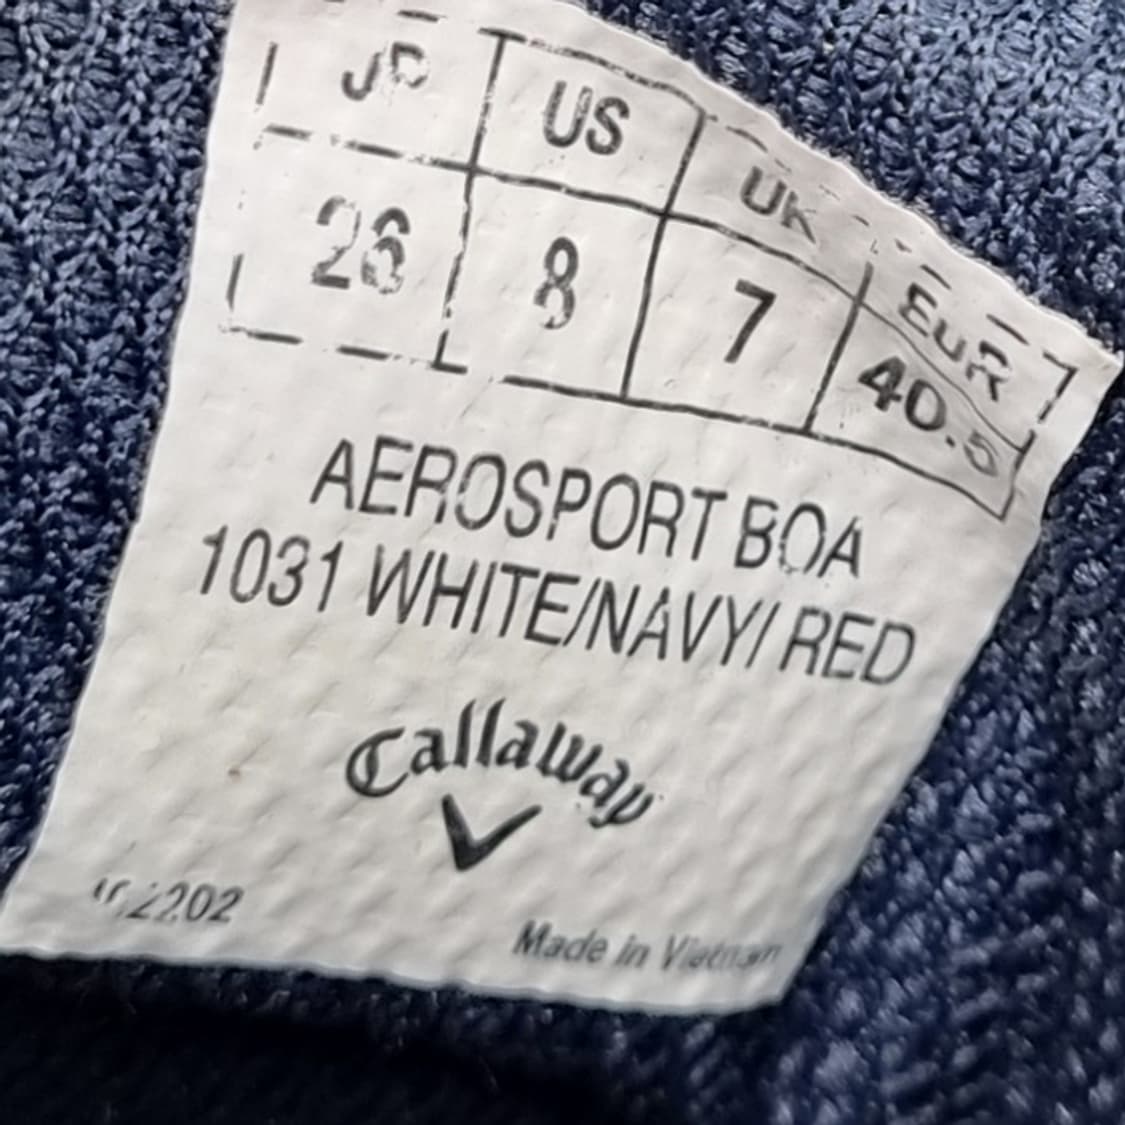 JP US UK EUR
26 8 7 40.5
AEROSPORT BOA
1031 WHITE/NAVY/ RED
Callaway
Made in Vietnam